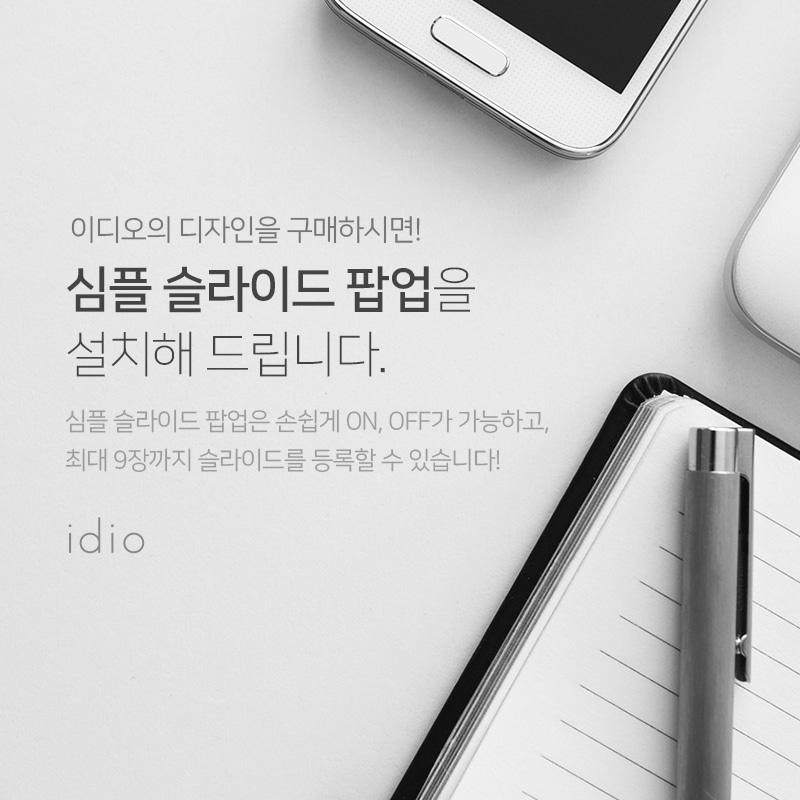 이디오의 디자인을 구매하시면!
심플 슬라이드 팝업을
설치해 드립니다.
심플 슬라이드 팝업은 손쉽게 ON, OFF가 가능하고,
최대 9장까지 슬라이드를 등록할 수 있습니다!
idio